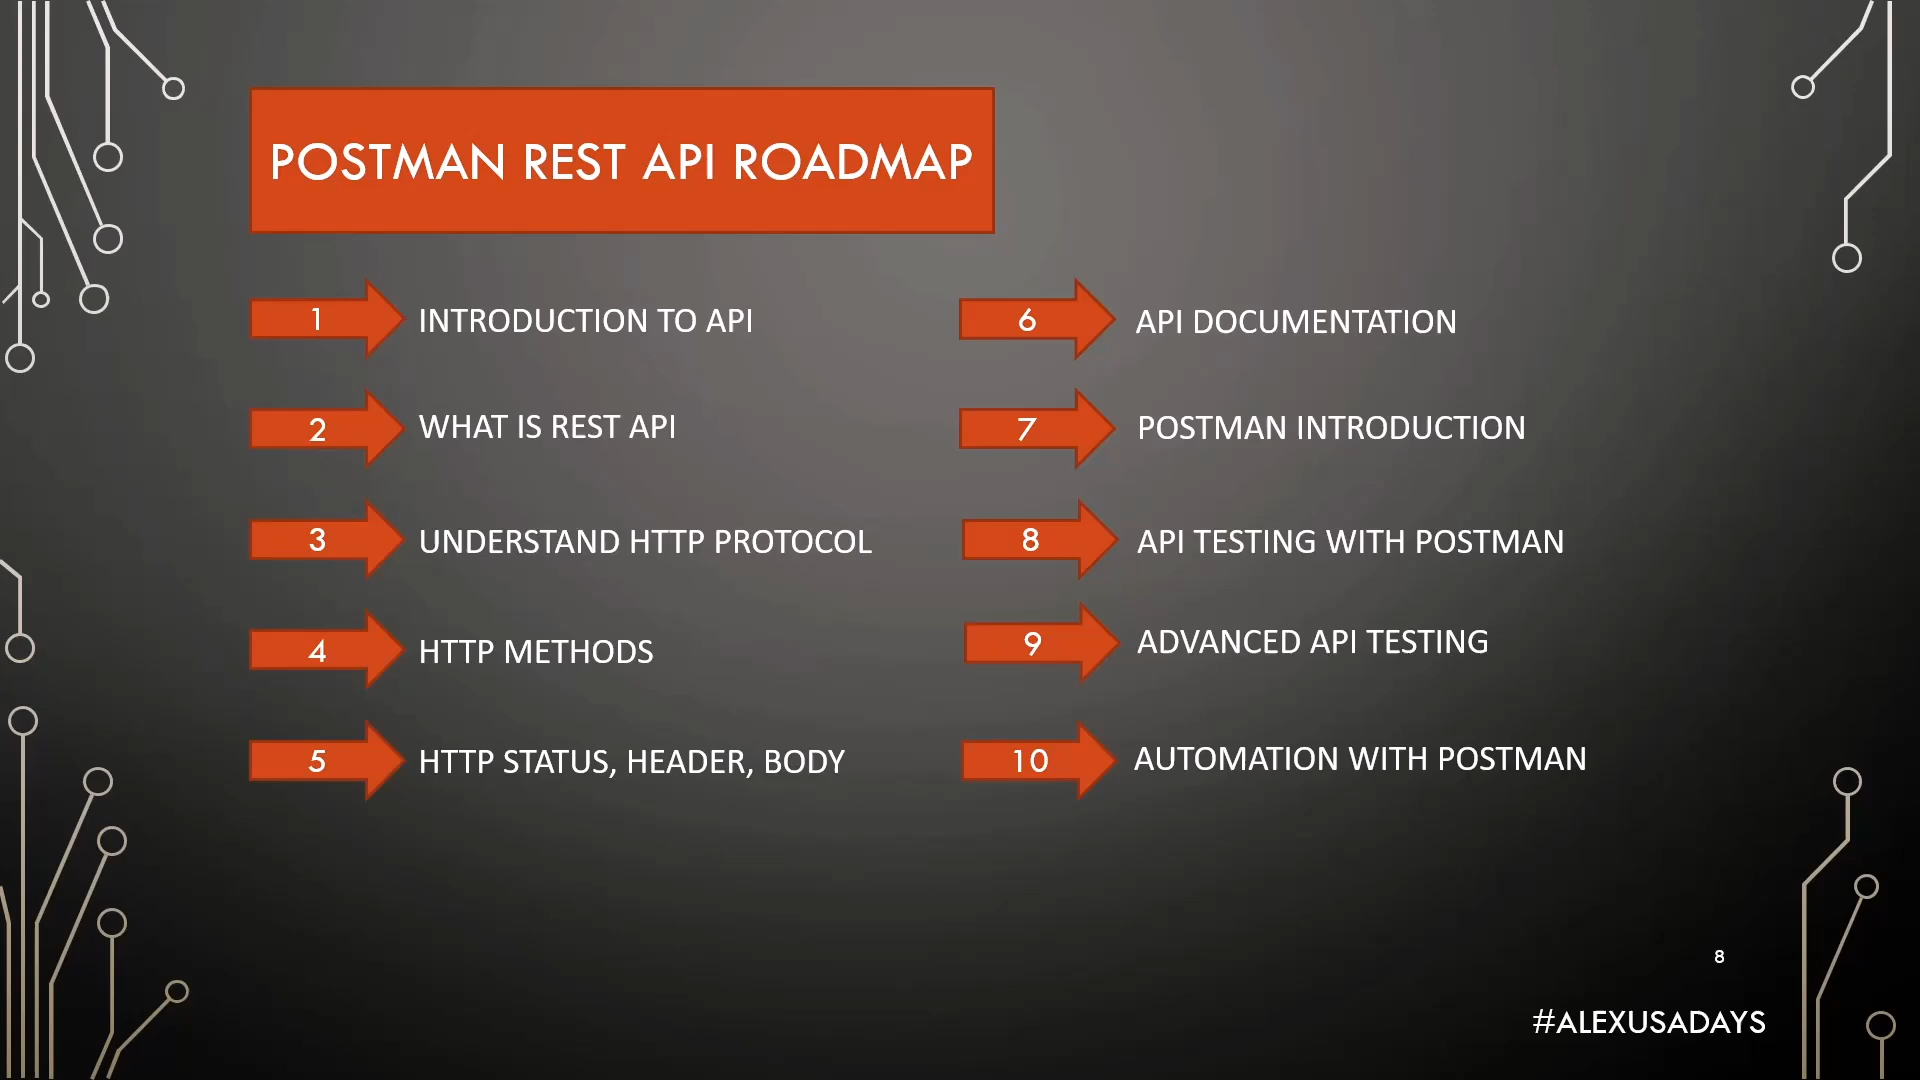 POSTMAN REST API ROADMAP
1 INTRODUCTION TO API
2 WHAT IS REST API
3 UNDERSTAND HTTP PROTOCOL
4 HTTP METHODS
5 HTTP STATUS, HEADER, BODY
6 API DOCUMENTATION
7 POSTMAN INTRODUCTION
8 API TESTING WITH POSTMAN
9 ADVANCED API TESTING
10 AUTOMATION WITH POSTMAN
8
#ALEXUSADAYS